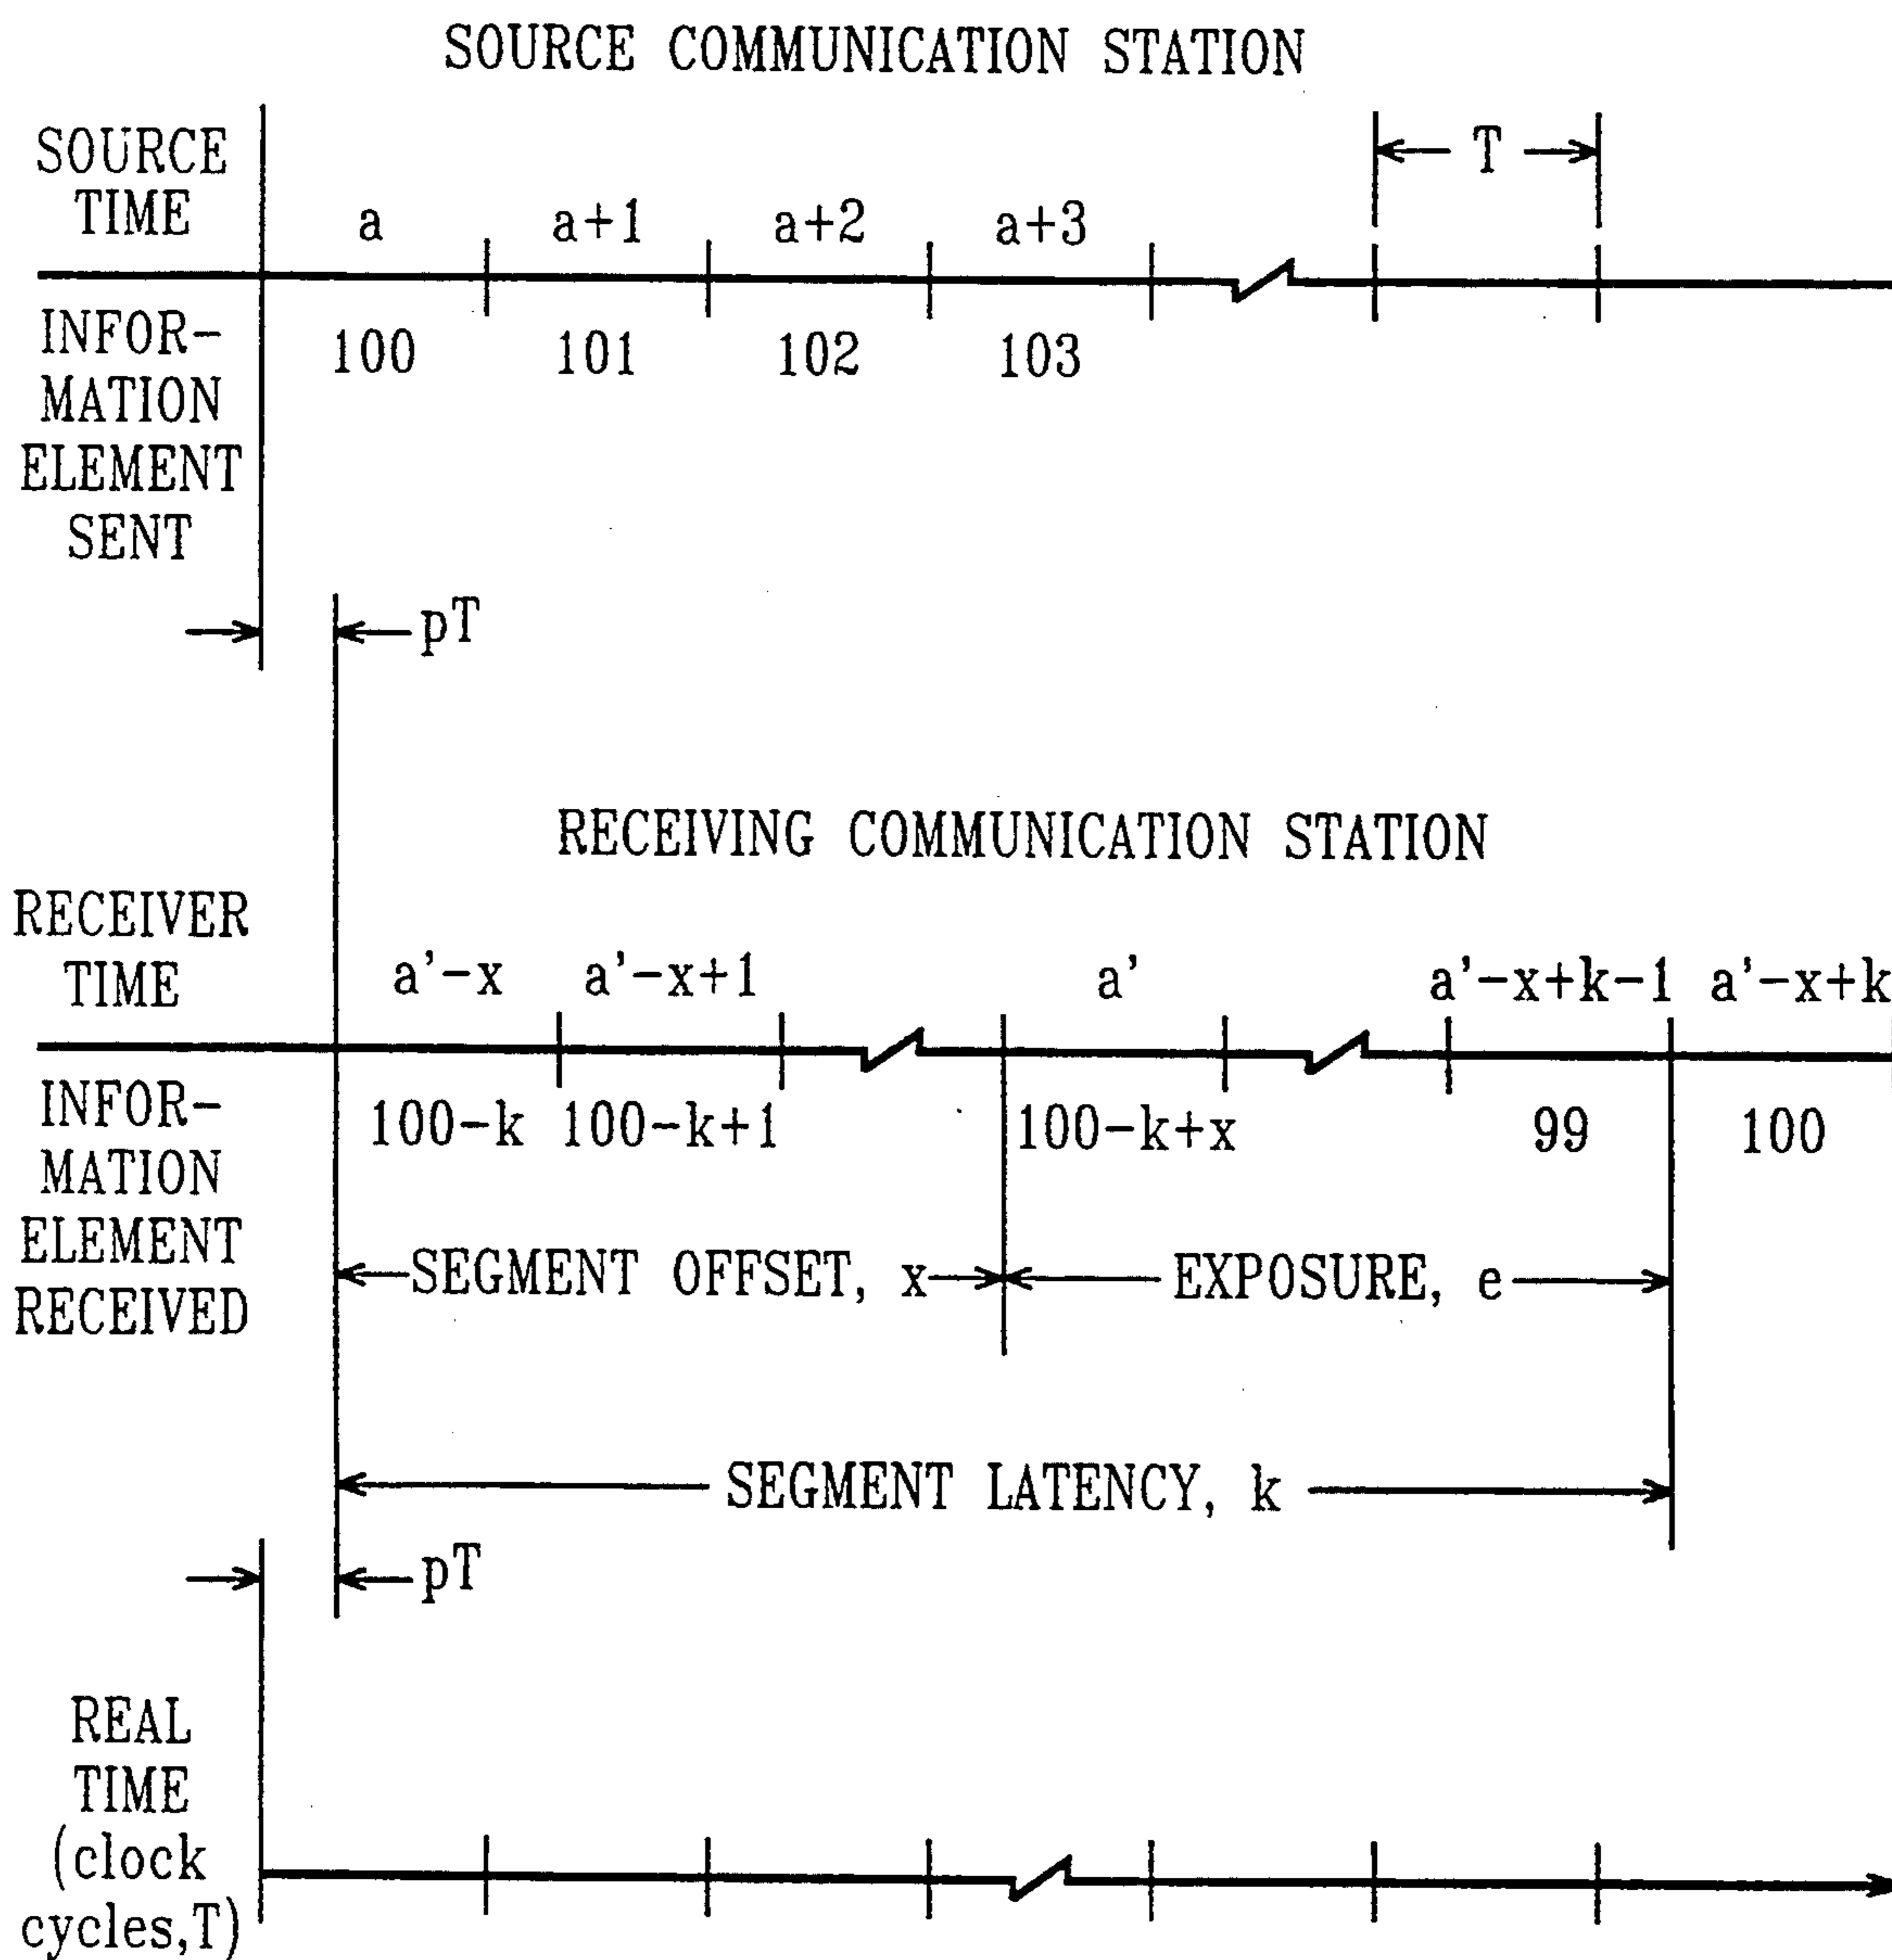 SOURCE COMMUNICATION STATION
SOURCE
TIME
T
a a+1 a+2 a+3
INFOR-
MATION
ELEMENT
SENT
100 101 102 103
pT
RECEIVING COMMUNICATION STATION
RECEIVER
TIME
a'-x a'-x+1 a' a'-x+k-1 a'-x+k
INFOR-
MATION
ELEMENT
RECEIVED
100-k 100-k+1 100-k+x 99 100
SEGMENT OFFSET, x EXPOSURE, e
SEGMENT LATENCY, k
pT
REAL
TIME
(clock
cycles,T)